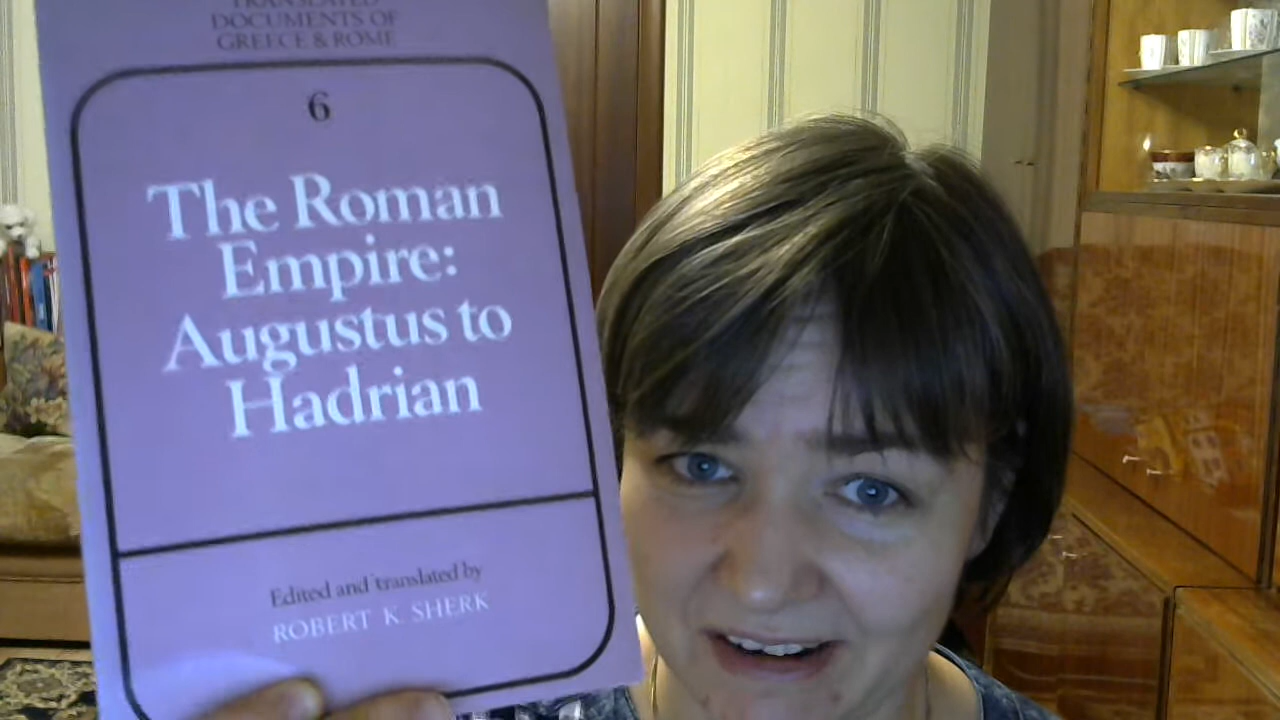 TRANSLATED
DOCUMENTS OF
GREECE & ROME
6
The Roman
Empire:
Augustus to
Hadrian
Edited and translated by
ROBERT K. SHERK